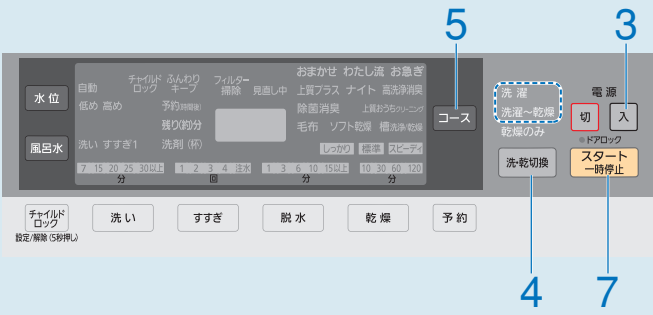 5
3
水位
風呂水
自動
チャイルド
ロック
ふんわり
キープ
フィルター
掃除
見直し中
低め 高め
予約(時間後)
残り(約)分
洗い すすぎ1
洗剤(杯)
おまかせ わたし流 お急ぎ
上質プラス ナイト 高洗浄消臭
除菌消臭 上質おうちクリーニング
毛布 ソフト乾燥 槽洗浄/乾燥
しっかり 標準 スピーディ
7 15 20 25 30以上
分
1 2 3 4 注水
回
1 3 6 10 15以上
分
10 30 60 120
分
コース
洗濯
洗濯~乾燥
乾燥のみ
洗・乾切換
電源
切
入
ドアロック
スタート
一時停止
チャイルド
ロック
設定/解除(5秒押し)
洗い
すすぎ
脱水
乾燥
予約
4
7